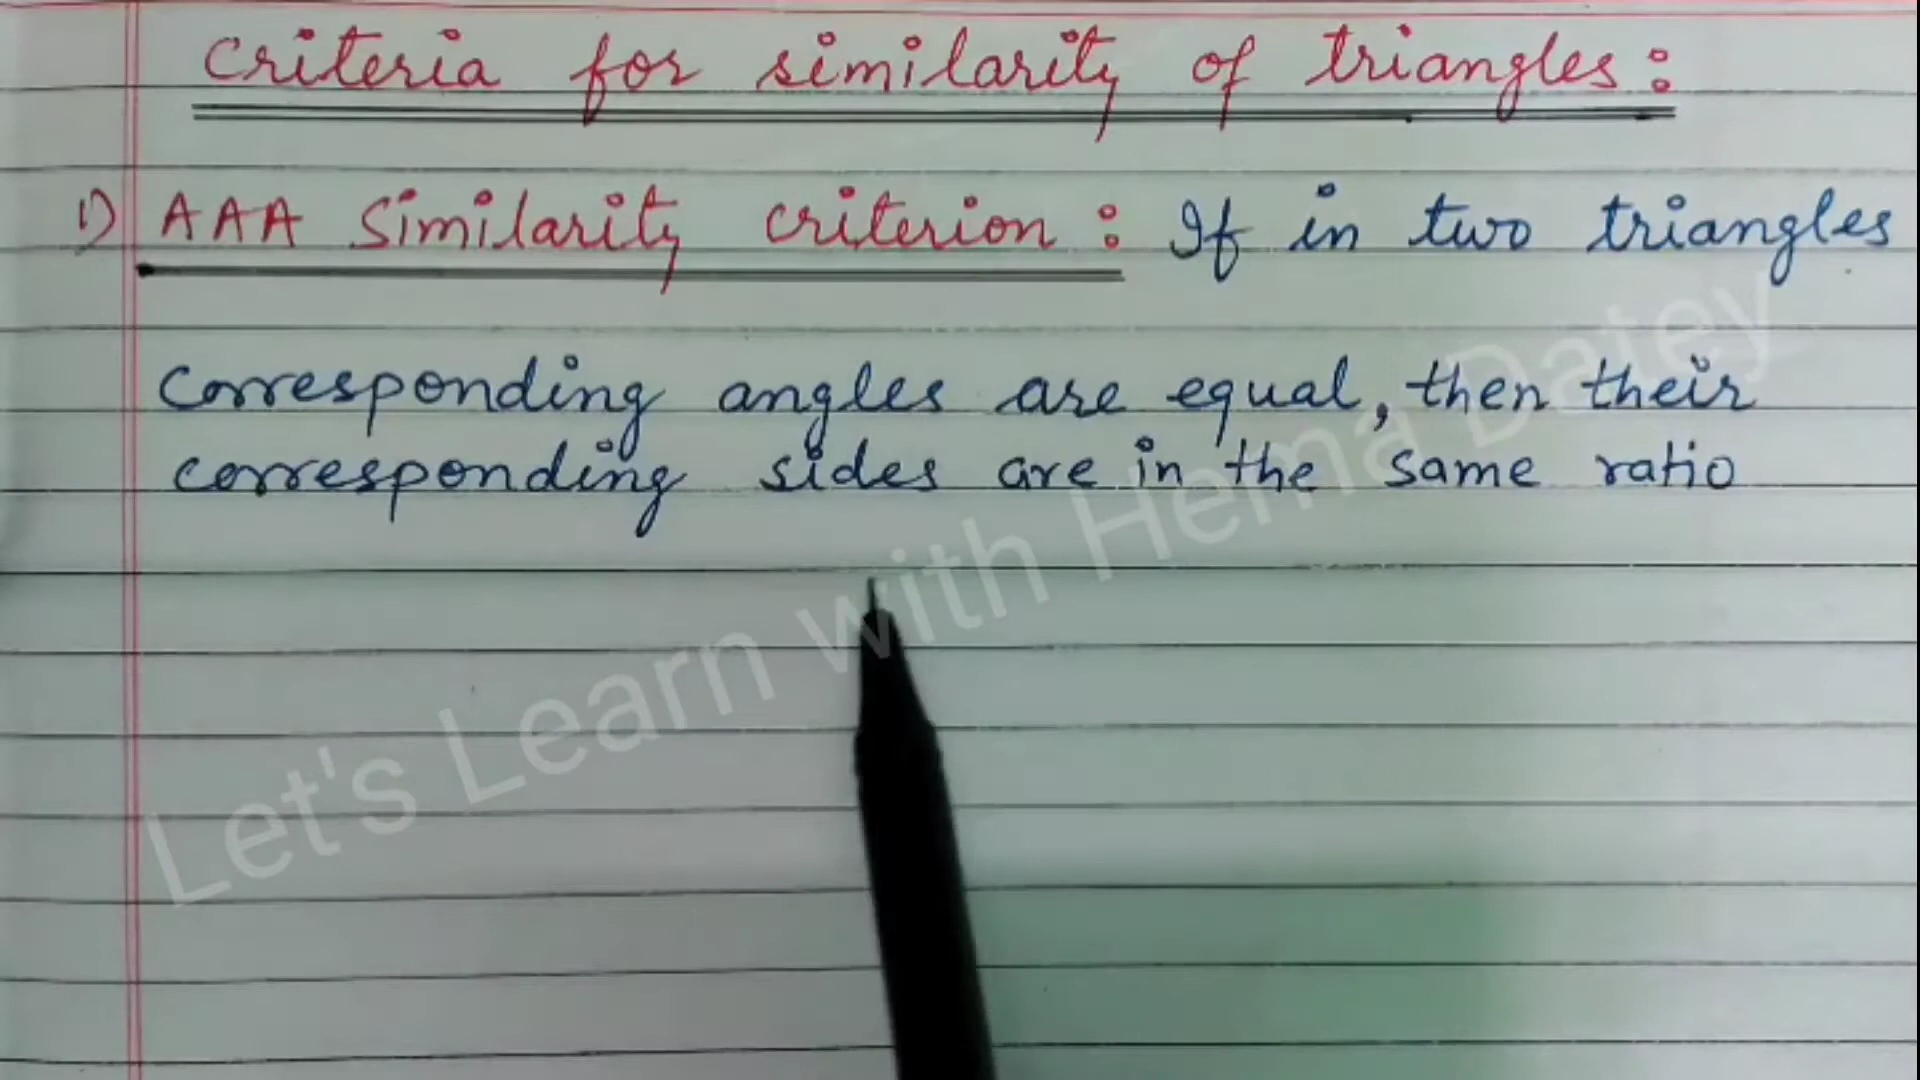 Criteria for similarity of triangles:
1) AAA Similarity criterion: If in two triangles
corresponding angles are equal, then their
corresponding sides are in the same ratio
Let's Learn with Hema Datey